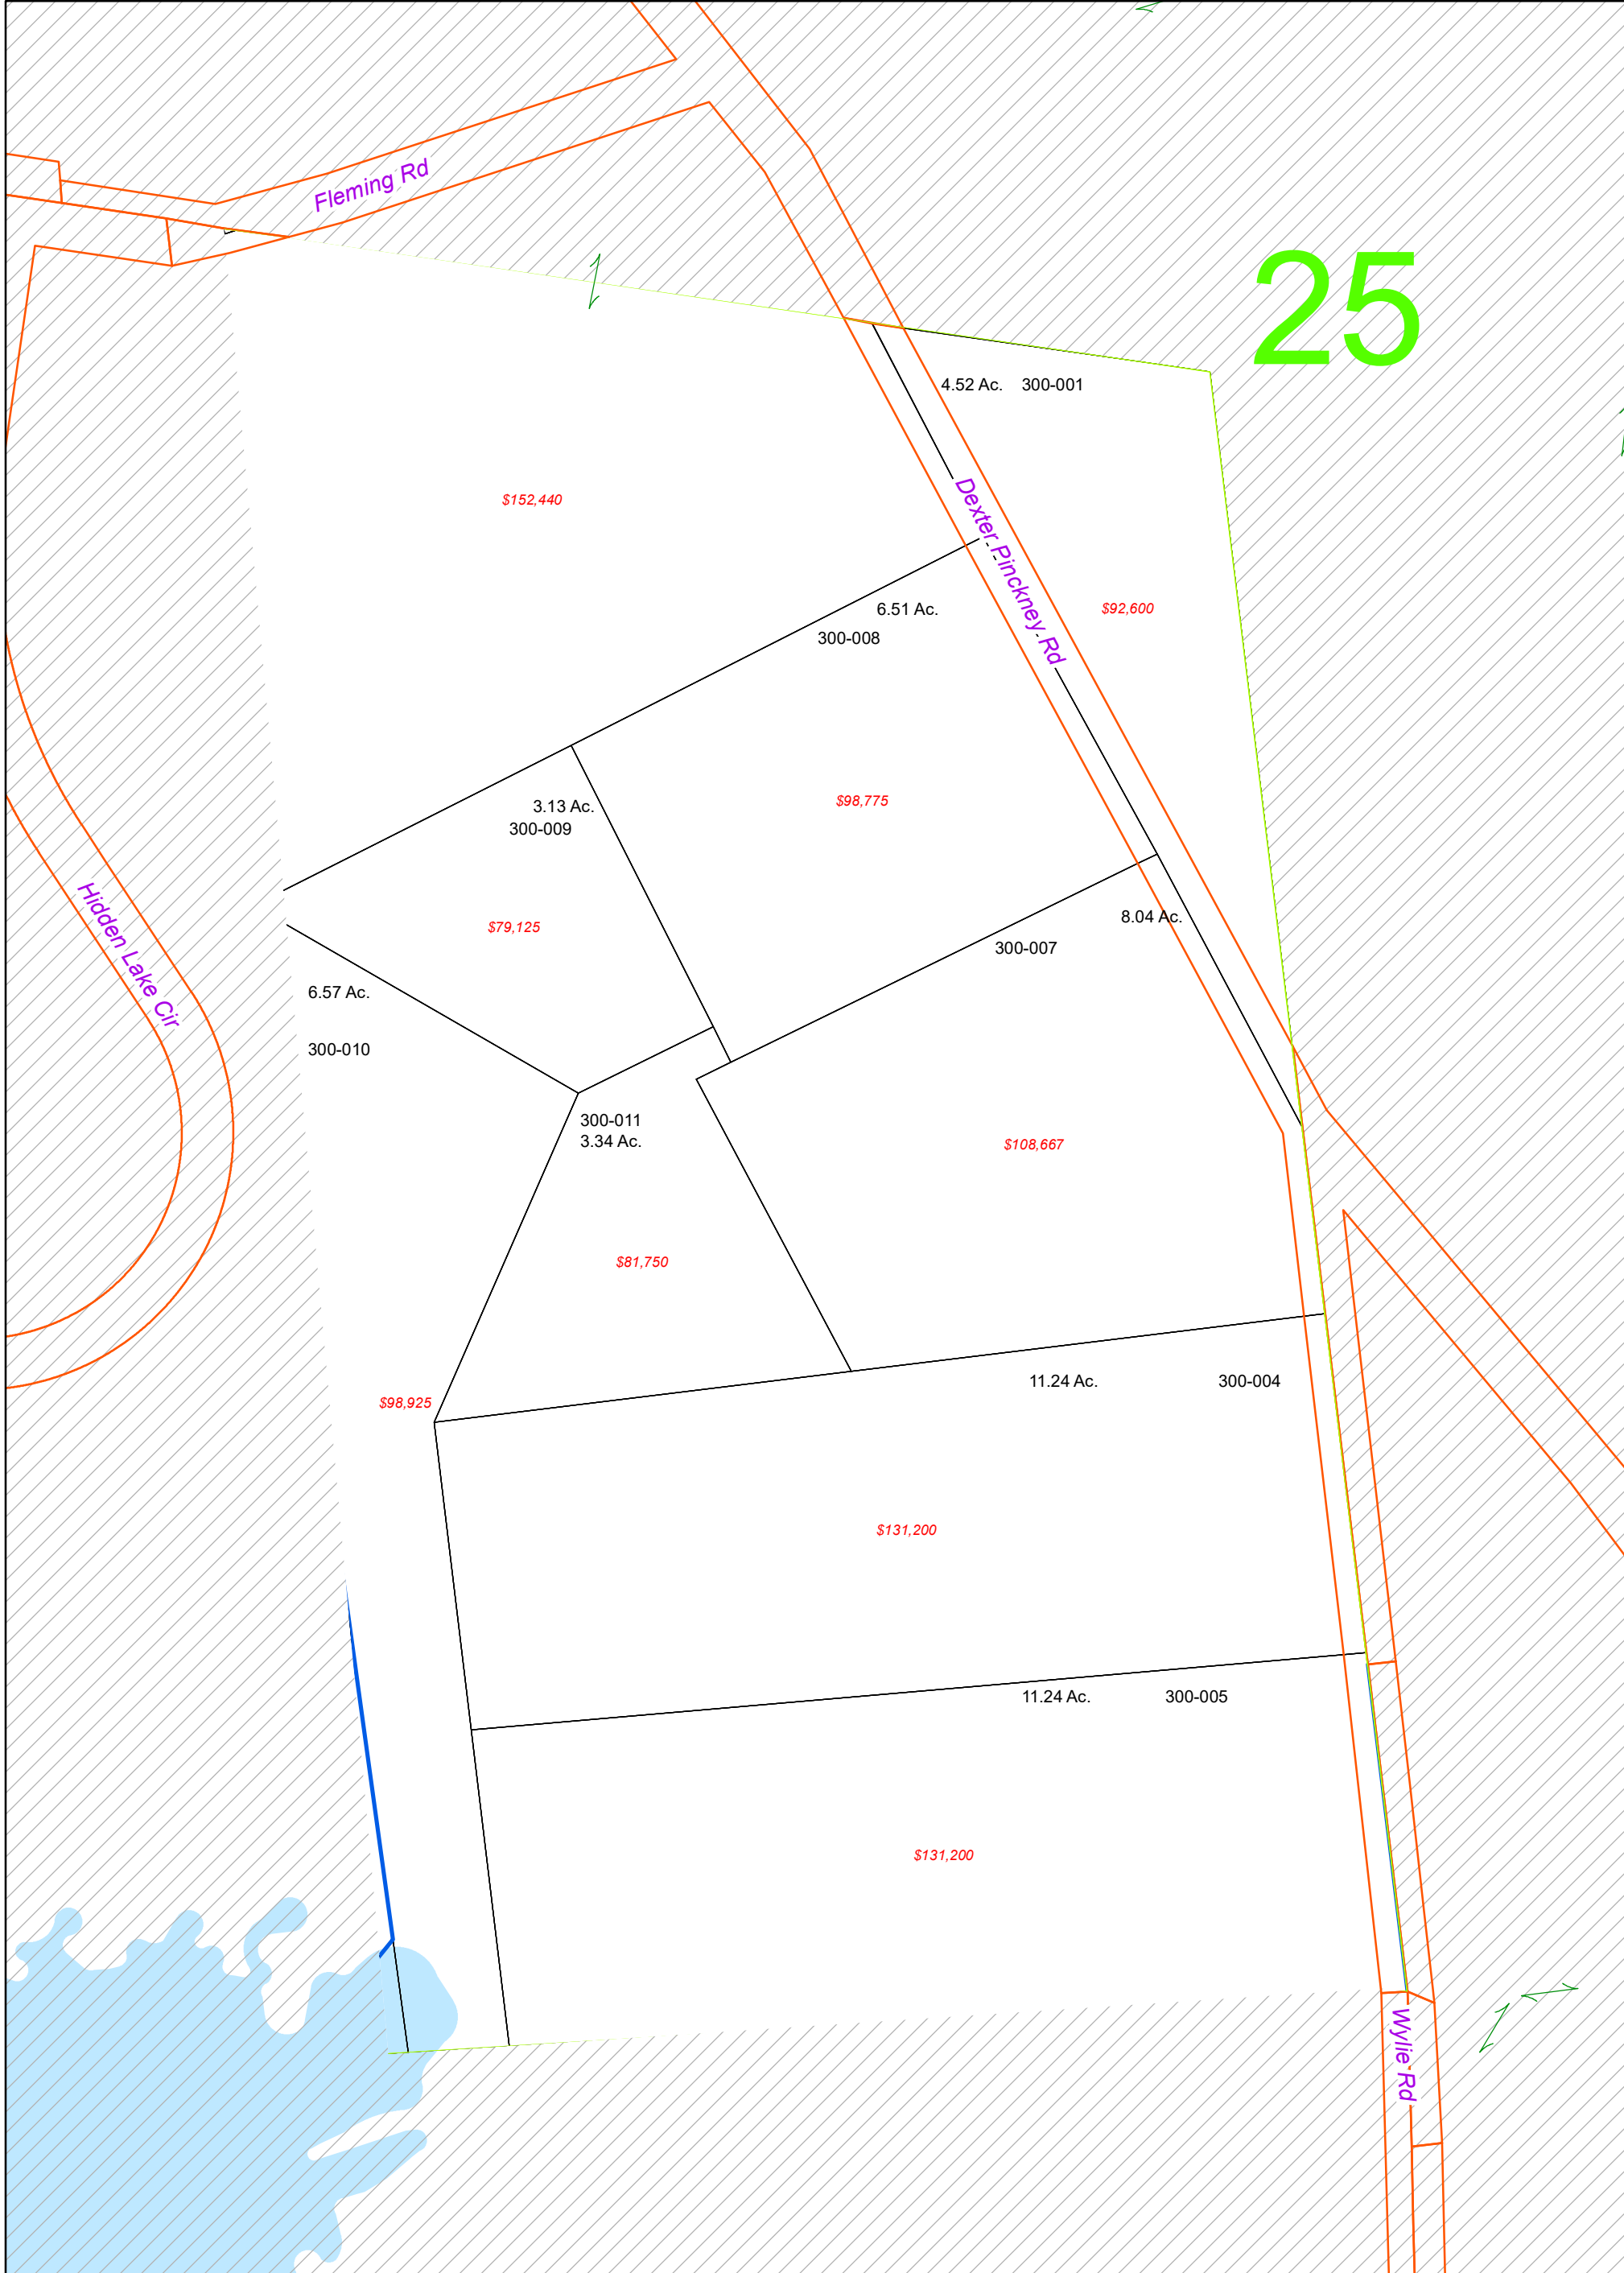 Fleming Rd
25
4.52 Ac. 300-001
$152,440
Dexter Pinckney Rd
6.51 Ac.
$92,600
300-008
$98,775
3.13 Ac.
300-009
Hidden Lake Cir
8.04 Ac.
$79,125
300-007
6.57 Ac.
300-010
300-011
3.34 Ac.
$108,667
$81,750
11.24 Ac. 300-004
$98,925
$131,200
11.24 Ac. 300-005
$131,200
Wylie Rd